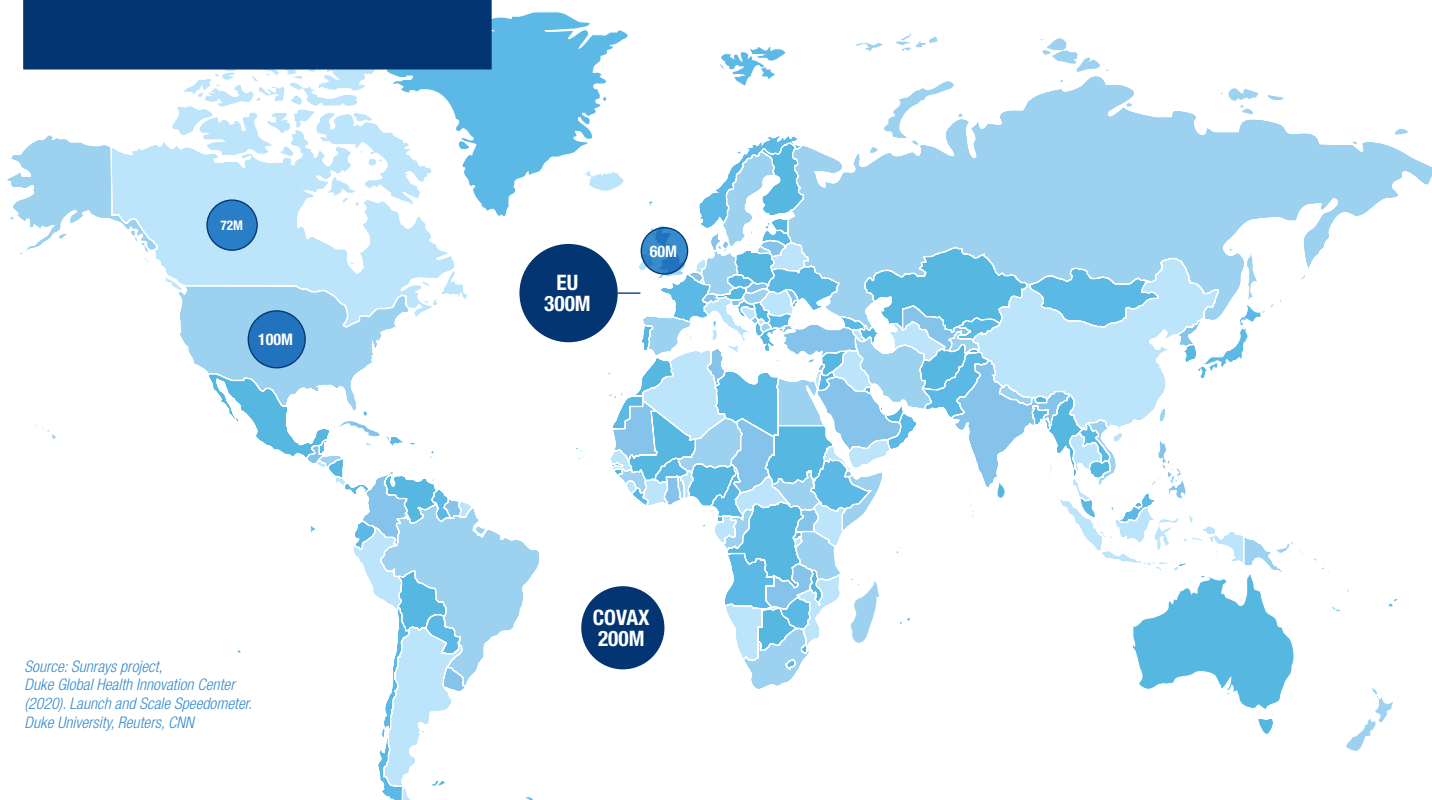 72M
60M
EU
300M
100M
COVAX
200M
Source: Sunrays project,
Duke Global Health Innovation Center
(2020). Launch and Scale Speedometer.
Duke University, Reuters, CNN